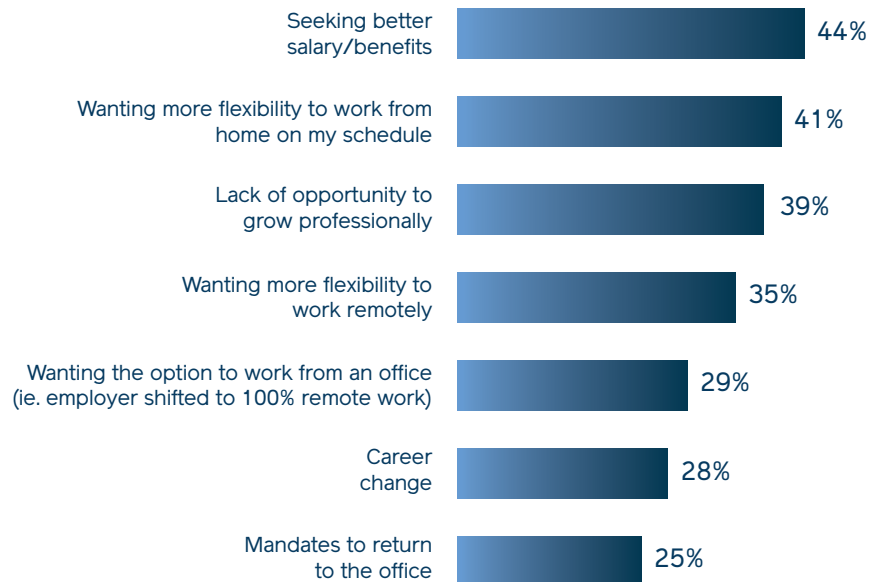 Seeking better
salary/benefits
44%
Wanting more flexibility to work from
home on my schedule
41%
Lack of opportunity to
grow professionally
39%
Wanting more flexibility to
work remotely
35%
Wanting the option to work from an office
(ie. employer shifted to 100% remote work)
29%
Career
change
28%
Mandates to return
to the office
25%